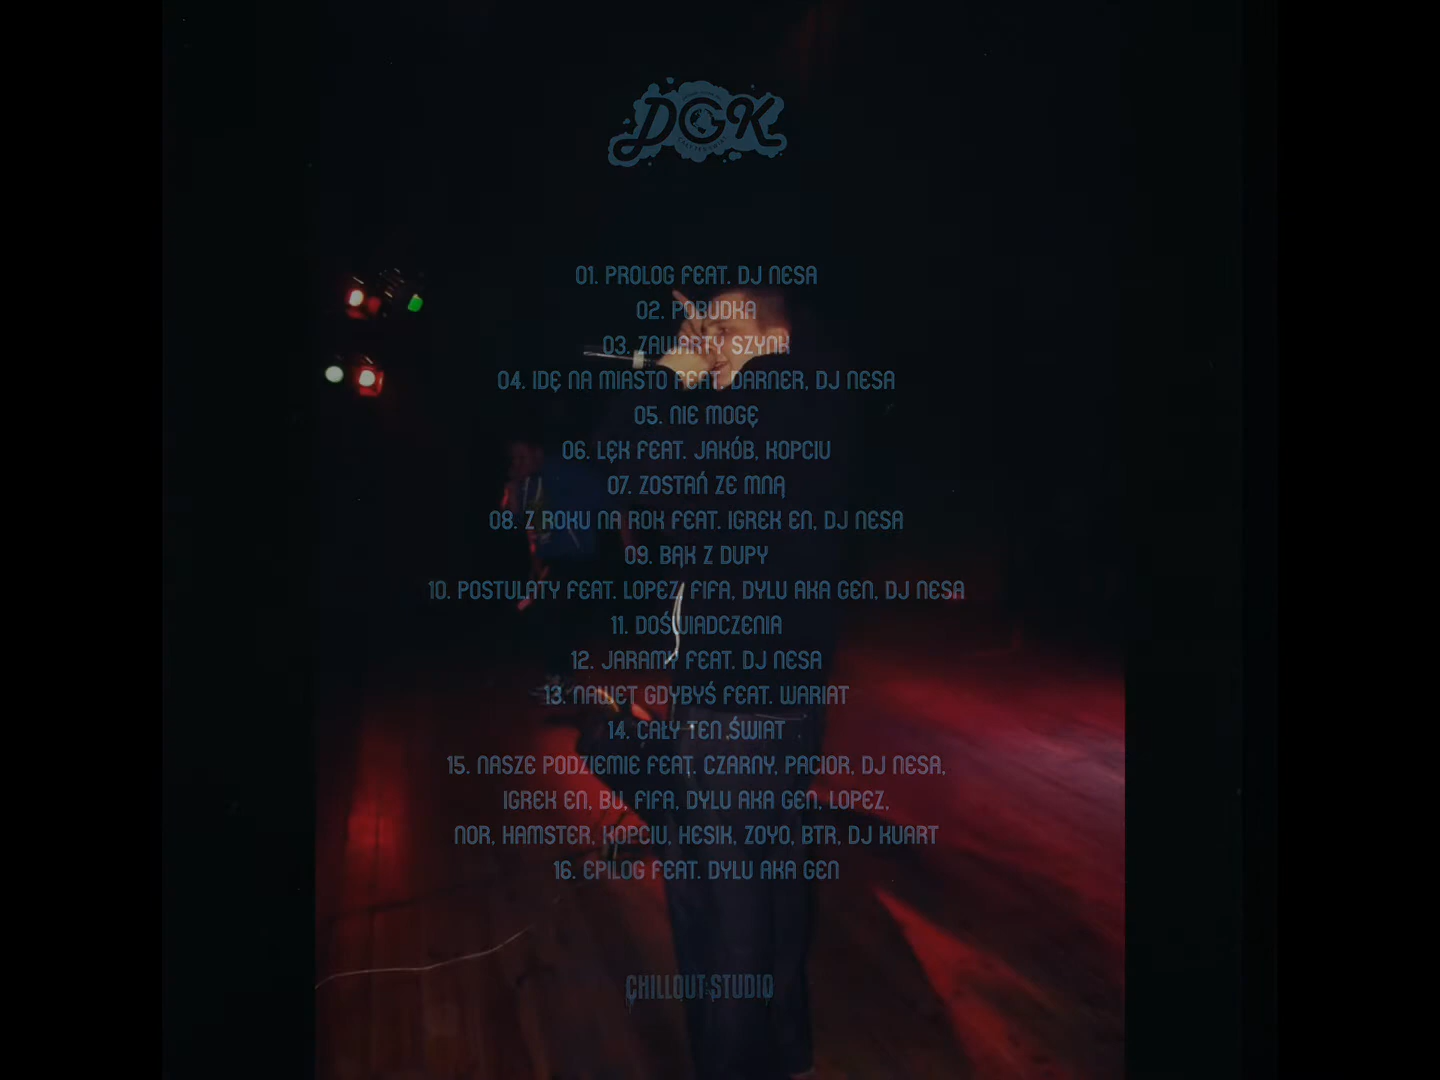 DGK
01. PROLOG FEAT. DJ NESA
02. POBUDKA
03. ZAWARTY SZYNK
04. IDĘ NA MIASTO FEAT. DARNER, DJ NESA
05. NIE MOGĘ
06. LĘK FEAT. JAKÓB, KOPCIU
07. ZOSTAŃ ZE MNĄ
08. Z ROKU NA ROK FEAT. IGREK EN, DJ NESA
09. BĄK Z DUPY
10. POSTULATY FEAT. LOPEZ, FIFA, DYLU AKA GEN, DJ NESA
11. DOŚWIADCZENIA
12. JARAMY FEAT. DJ NESA
13. NAWET GDYBYŚ FEAT. WARIAT
14. CAŁY TEN ŚWIAT
15. NASZE PODZIEMIE FEAT. CZARNY, PACIOR, DJ NESA,
IGREK EN, BU, FIFA, DYLU AKA GEN, LOPEZ,
NOR, HAMSTER, KOPCIU, HESIK, ZOYO, BTR, DJ KUART
16. EPILOG FEAT. DYLU AKA GEN
CHILLOUT STUDIO